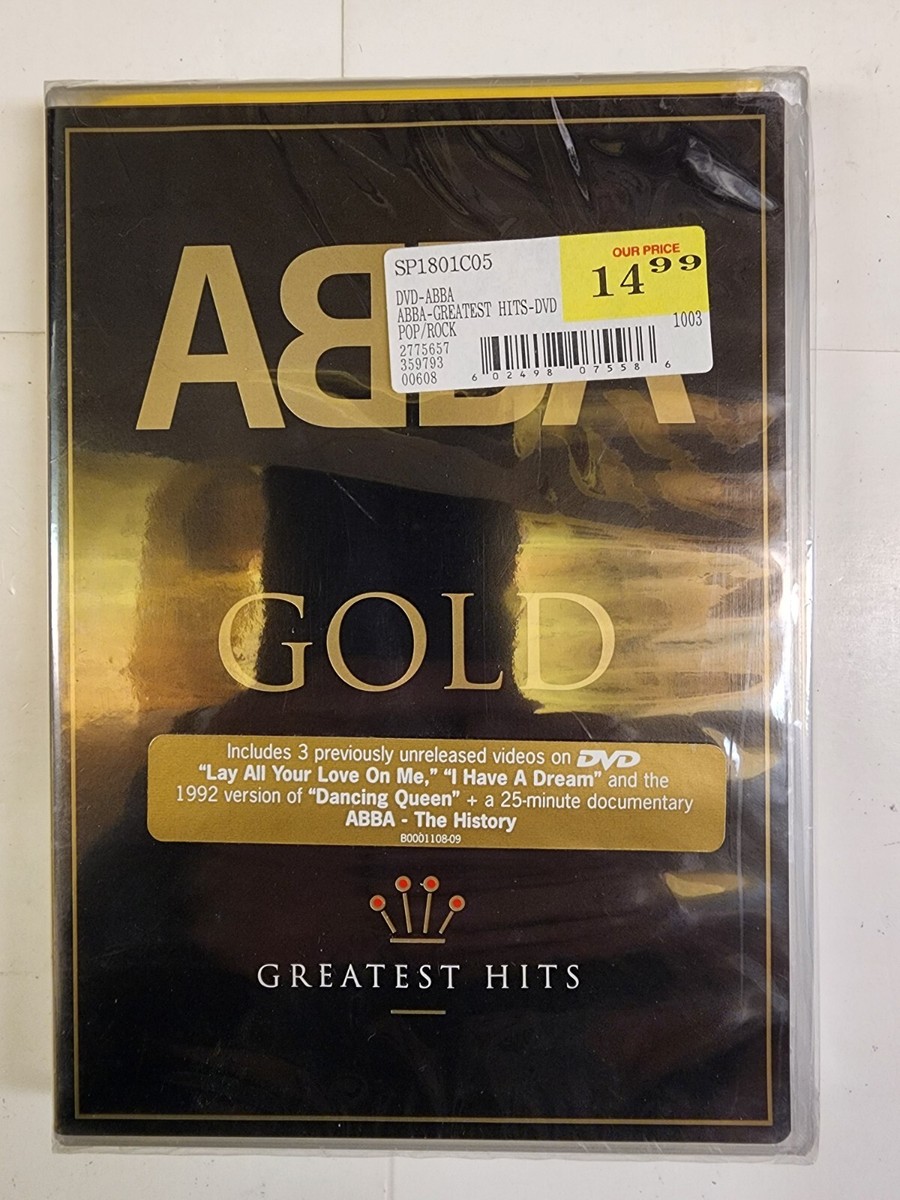 ABBA
SP1801C05
OUR PRICE
14.99
DVD-ABBA
ABBA-GREATEST HITS-DVD
POP/ROCK
1003
2775657
359793
00608
6 02498 07558 6
GOLD
Includes 3 previously unreleased videos on DVD
“Lay All Your Love On Me,” “I Have A Dream” and the
1992 version of “Dancing Queen” + a 25-minute documentary
ABBA - The History
B0001108-09
GREATEST HITS